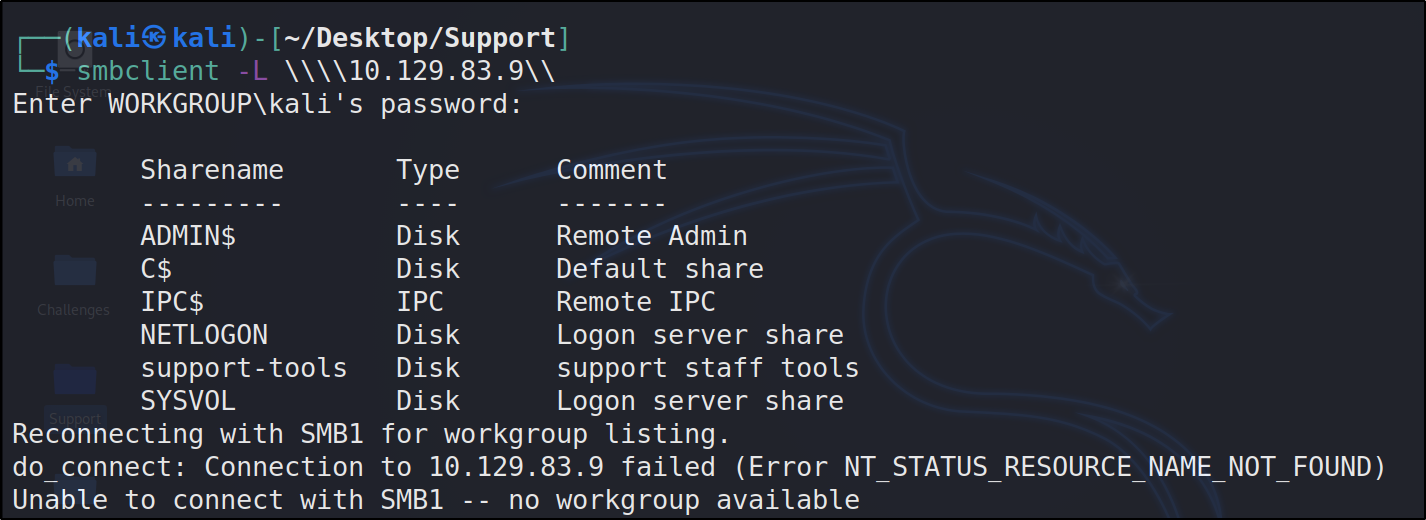 ┌──(kali㉿kali)-[~/Desktop/Support]
└─$ smbclient -L \\\\10.129.83.9\\
File System
Enter WORKGROUP\kali's password:
Sharename Type Comment
--------- ---- -------
Home
ADMIN$ Disk Remote Admin
C$ Disk Default share
IPC$ IPC Remote IPC
Challenges
NETLOGON Disk Logon server share
support-tools Disk support staff tools
SYSVOL Disk Logon server share
Support
Reconnecting with SMB1 for workgroup listing.
do_connect: Connection to 10.129.83.9 failed (Error NT_STATUS_RESOURCE_NAME_NOT_FOUND)
Unable to connect with SMB1 -- no workgroup available